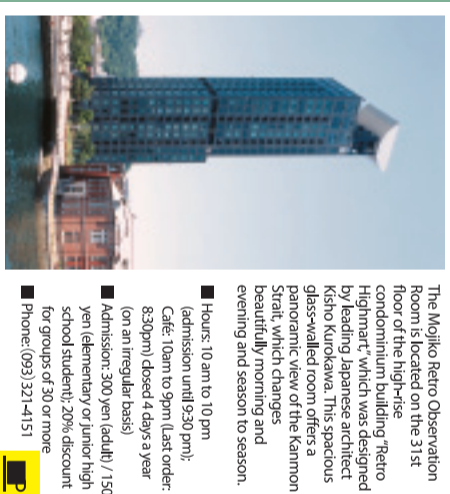 The Mojiko Retro Observation
Room is located on the 31st
floor of the high-rise
condominium building "Retro
Highmart," which was designed
by leading Japanese architect
Kisho Kurokawa. This spacious
glass-walled room offers a
panoramic view of the Kanmon
Strait, which changes
beautifully morning and
evening and season to season.
■ Hours: 10 am to 10 pm
(admission until 9:30 pm);
Café: 10am to 9pm (Last order:
8:30pm) closed 4 days a year
(on an irregular basis)
■ Admission: 300 yen (adult) / 150
yen (elementary or junior high
school student); 20% discount
for groups of 30 or more
■ Phone: (093) 321-4151
P